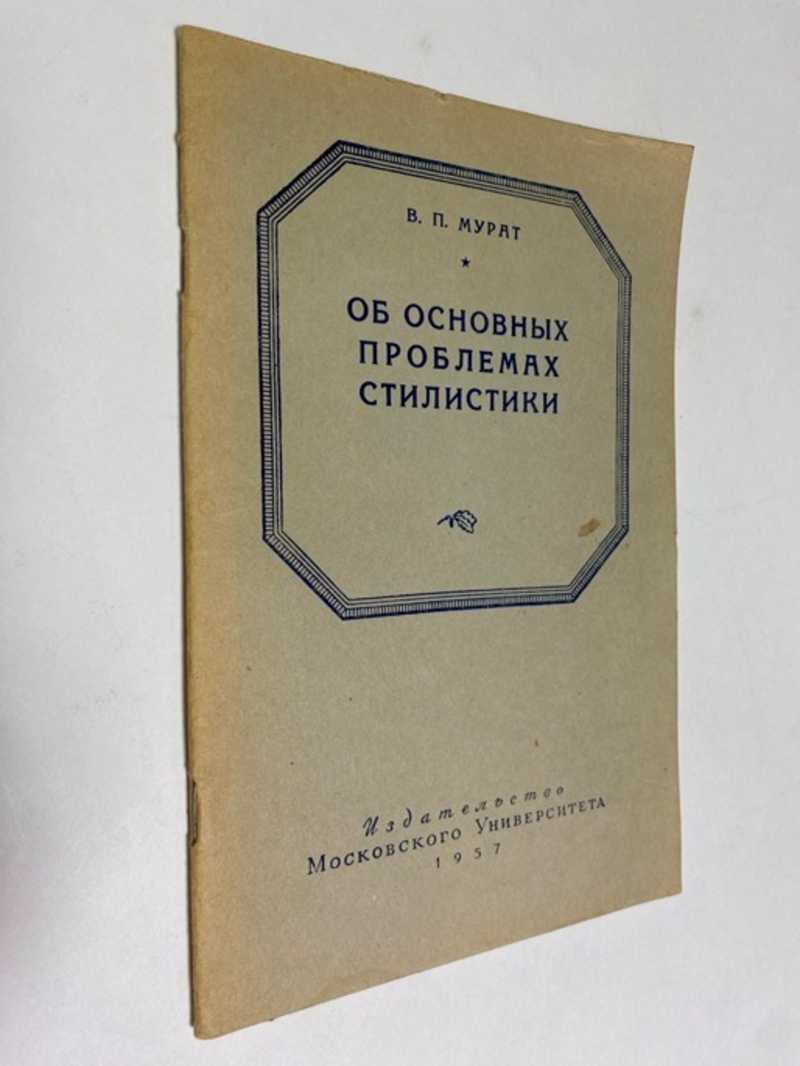 В. П. МУРАТ
ОБ ОСНОВНЫХ
ПРОБЛЕМАХ
СТИЛИСТИКИ
Издательство
Московского Университета
1957